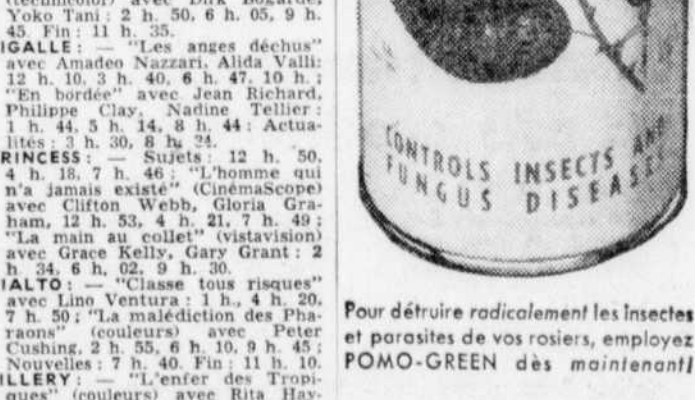 (technicolor) avec Dirk Bogarde,
Yoko Tani : 2 h. 50, 6 h. 05, 9 h.
45. Fin : 11 h. 35.
IGALLE : — "Les anges déchus"
avec Amadeo Nazzari, Alida Valli:
12 h. 10, 3 h. 40, 6 h. 47, 10 h. ;
"En bordée" avec Jean Richard,
Philippe Clay, Nadine Tellier :
1 h. 44, 5 h. 14, 8 h. 44 : Actua-
lités : 3 h. 30, 8 h.
RINCESS : — Sujets : 12 h. 50,
4 h. 18, 7 h. 46 ; "L'homme qui
n'a jamais existé" (CinémaScope)
avec Clifton Webb, Gloria Gra-
ham, 12 h. 53, 4 h. 21, 7 h. 49 ;
"La main au collet" (vistavision)
avec Grace Kelly, Gary Grant : 2
h. 34, 6 h. 02, 9 h. 30.
IALTO : — "Classe tous risques"
avec Lino Ventura : 1 h., 4 h. 20,
7 h. 50 ; "La malédiction des Pha-
raons" (couleurs) avec Peter
Cushing, 2 h. 55, 6 h. 10, 9 h. 45 ;
Nouvelles : 7 h. 40. Fin : 11 h. 10.
ILLERY : — "L'enfer des Tropi-
ques" (couleurs) avec Rita Hay-
CONTROLS INSECTS AND
FUNGUS DISEASES
Pour détruire radicalement les insectes
et parasites de vos rosiers, employez
POMO-GREEN dès maintenant!